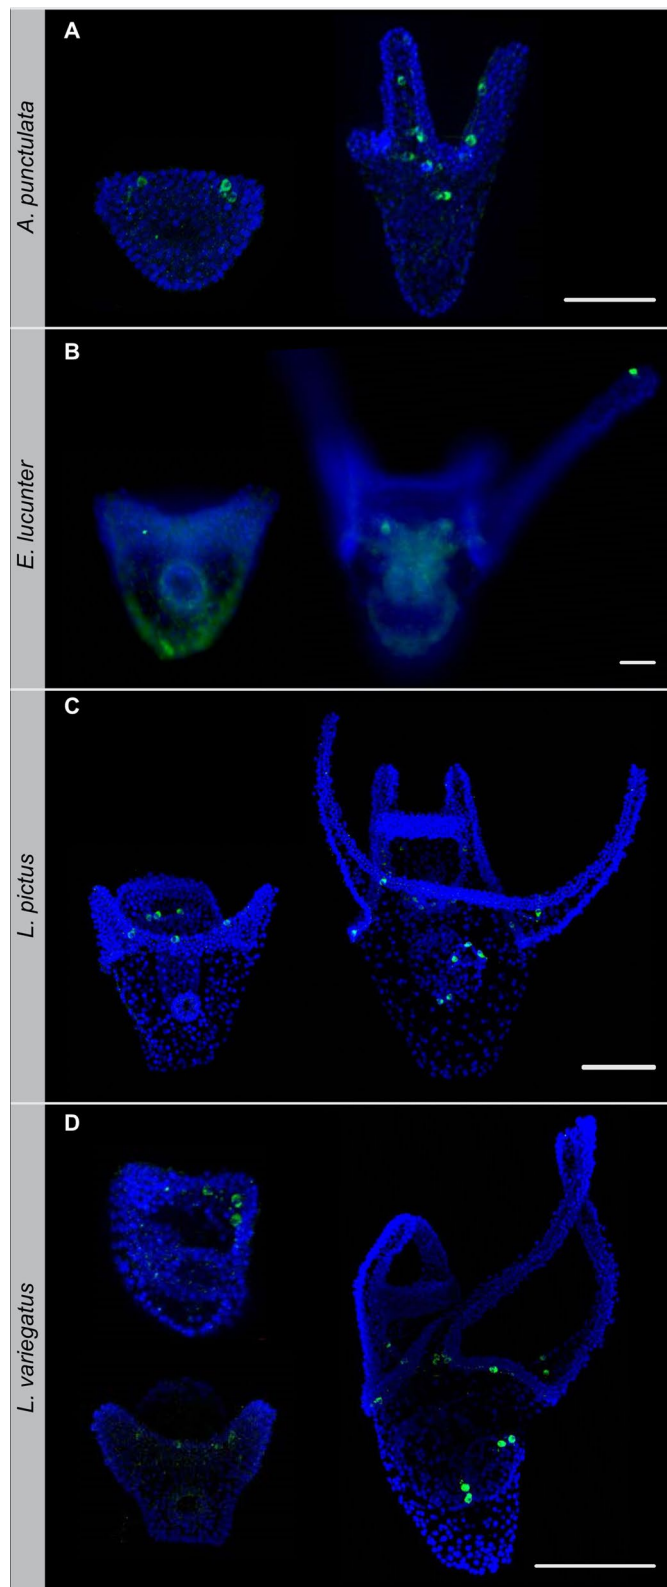 A
A. punctulata
B
E. lucunter
C
L. pictus
D
L. variegatus